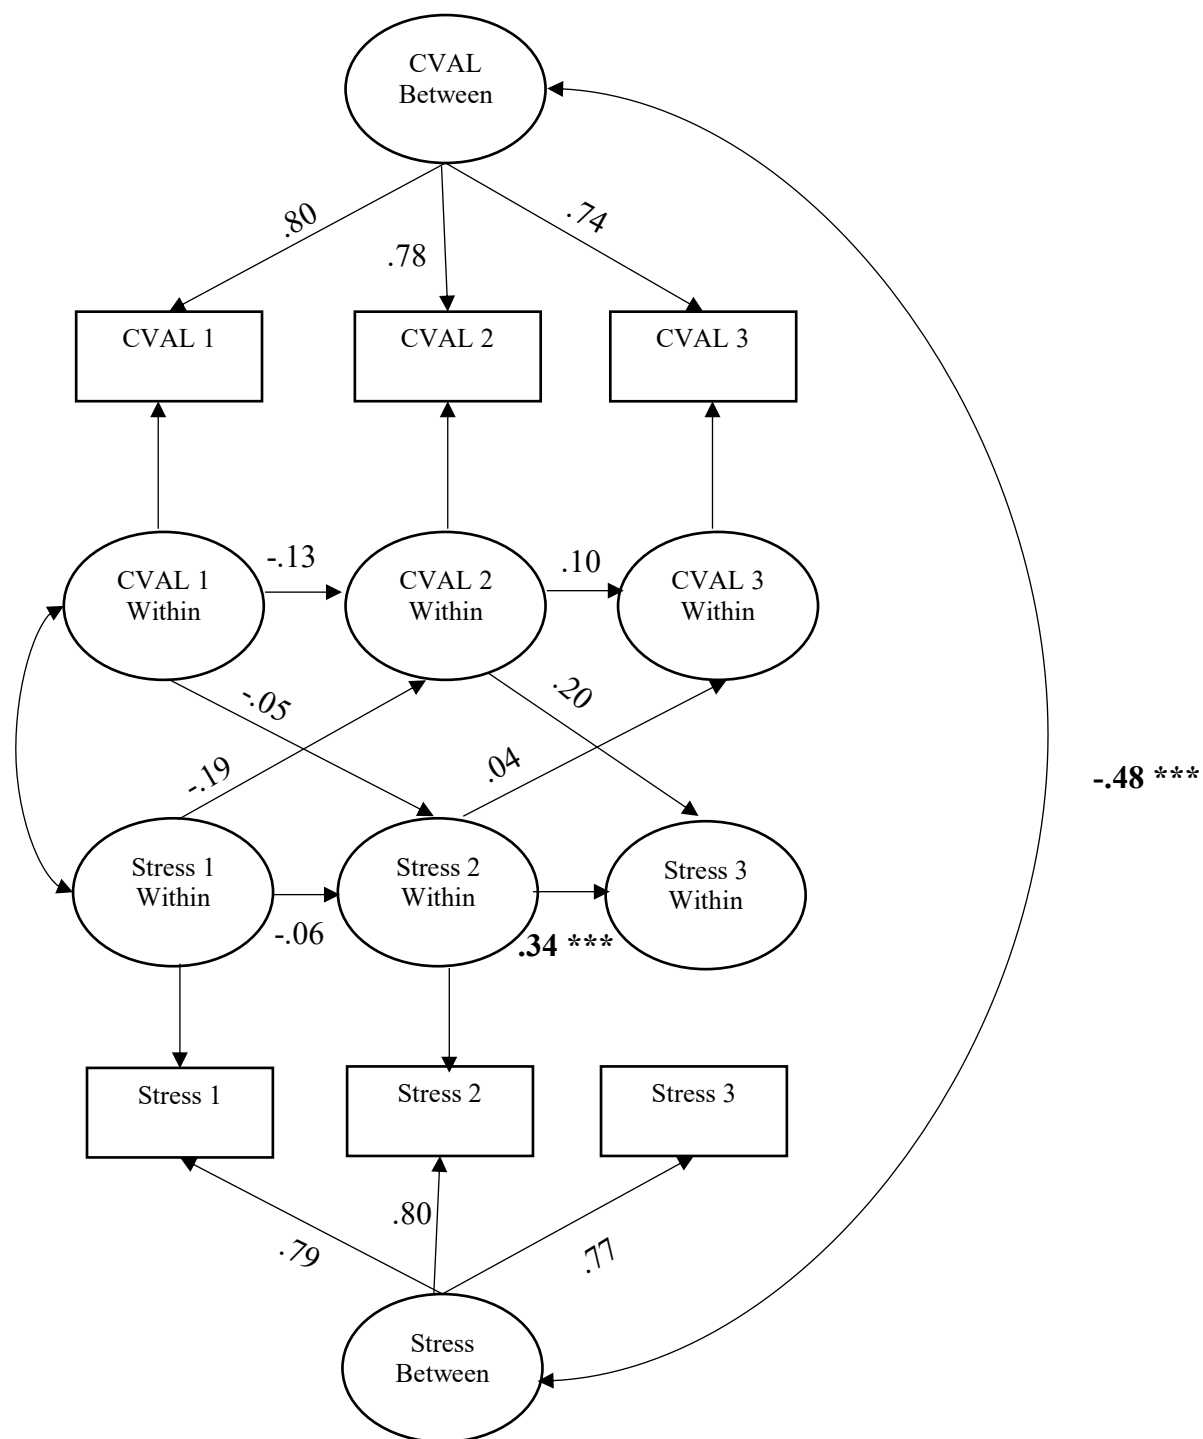 CVAL
Between
.80
.78
.74
CVAL 1
CVAL 2
CVAL 3
-.13
.10
CVAL 1
Within
CVAL 2
Within
CVAL 3
Within
-.05
.20
-.19
.04
-.48 ***
Stress 1
Within
Stress 2
Within
Stress 3
Within
-.06
.34 ***
Stress 1
Stress 2
Stress 3
.79
.80
.77
Stress
Between